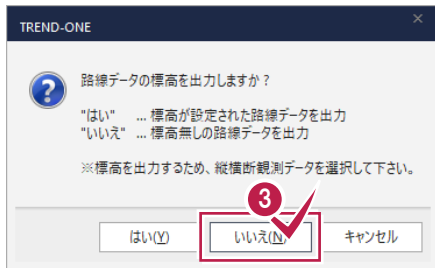 TREND-ONE
路線データの標高を出力しますか？
"はい" … 標高が設定された路線データを出力
"いいえ" … 標高無しの路線データを出力
※標高を出力するため、縦横断観測データを選択して下さい。
3
はい(Y) いいえ(N) キャンセル